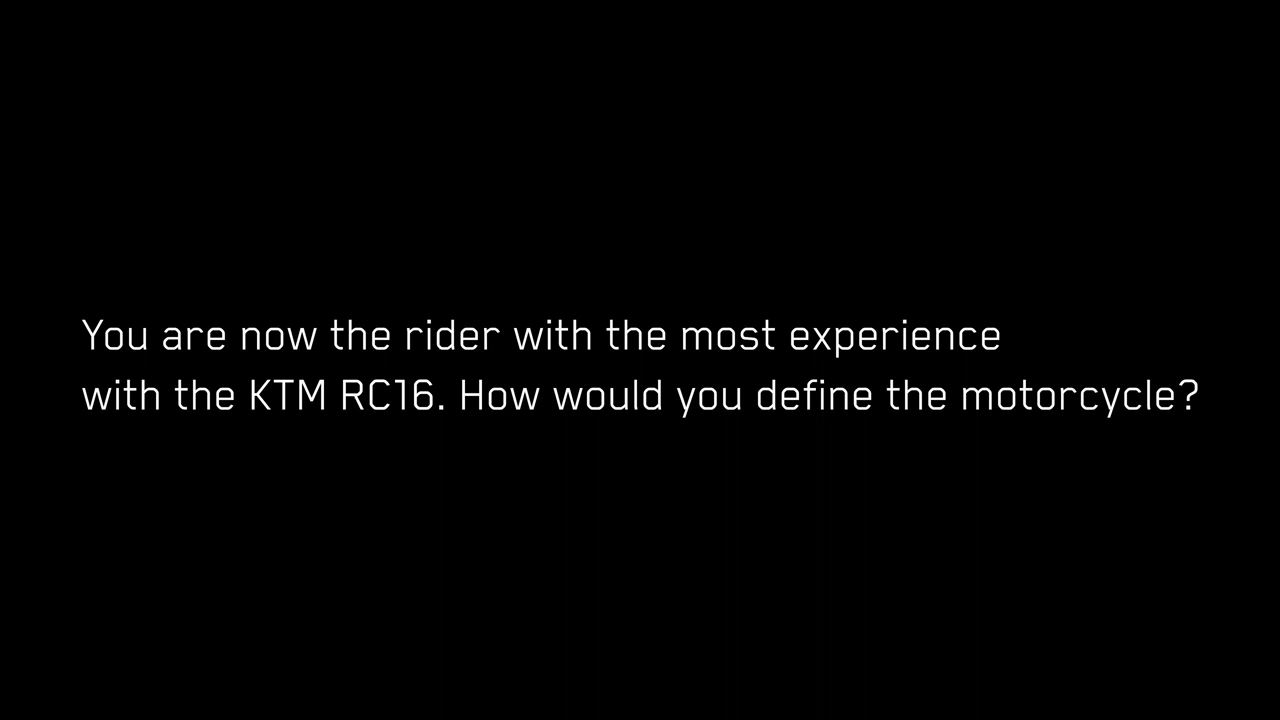 You are now the rider with the most experience
with the KTM RC16. How would you define the motorcycle?